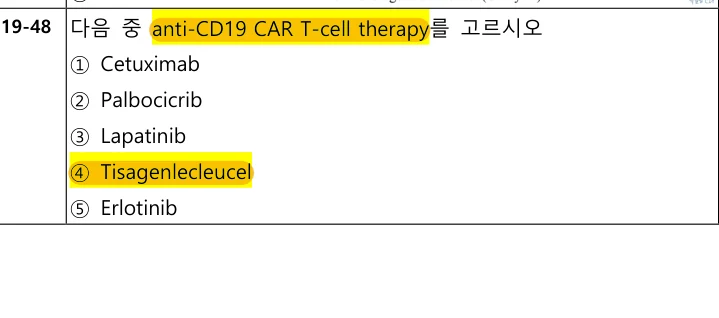 19-48 다음 중 anti-CD19 CAR T-cell therapy를 고르시오
① Cetuximab
② Palbocicrib
③ Lapatinib
④ Tisagenlecleucel
⑤ Erlotinib